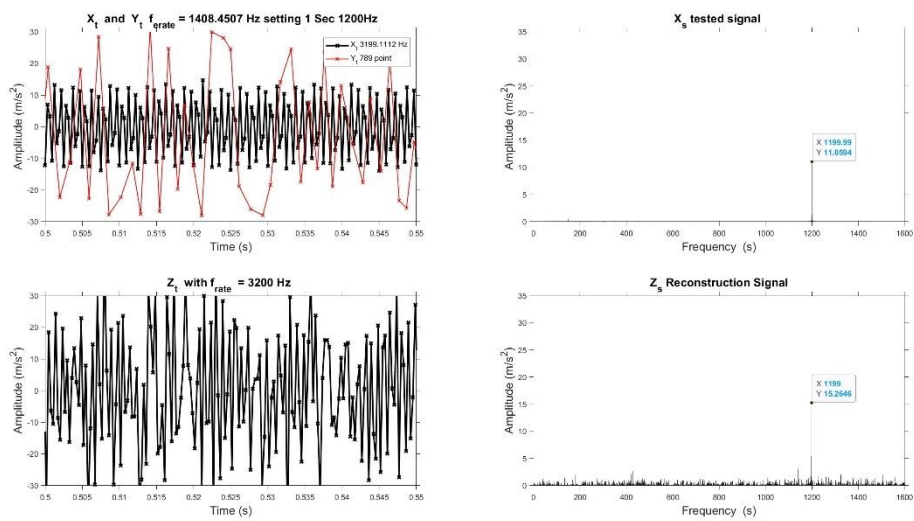 X_t and Y_t f_erate = 1408.4507 Hz setting 1 Sec 1200Hz
Amplitude (m/s²)
30
20
10
0
-10
-20
-30
X_t 3199.1112 Hz
Y_t 789 point
0.5 0.505 0.51 0.515 0.52 0.525 0.53 0.535 0.54 0.545 0.55
Time (s)
X_s tested signal
Amplitude (m/s²)
35
30
25
20
15
10
5
0
X 1199.99
Y 11.0594
0 200 400 600 800 1000 1200 1400 1600
Frequency (s)
Z_t with f_rate = 3200 Hz
Amplitude (m/s²)
30
20
10
0
-10
-20
-30
0.5 0.505 0.51 0.515 0.52 0.525 0.53 0.535 0.54 0.545 0.55
Time (s)
Z_s Reconstruction Signal
Amplitude (m/s²)
35
30
25
20
15
10
5
0
X 1199
Y 15.2646
0 200 400 600 800 1000 1200 1400 1600
Frequency (s)